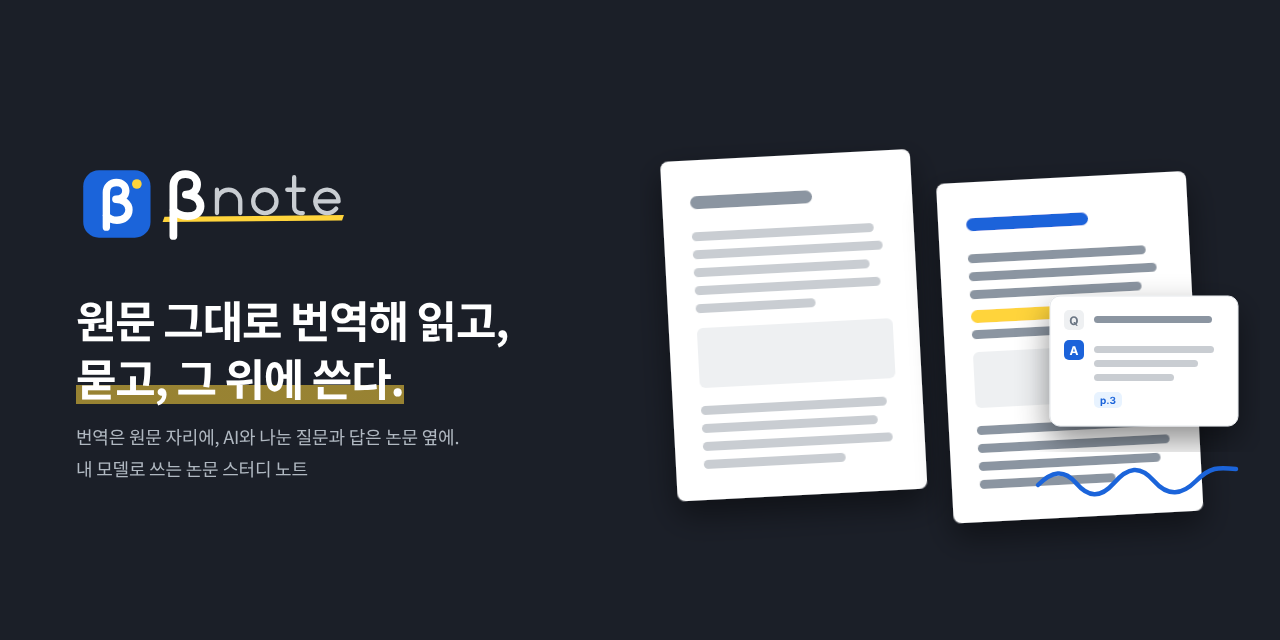 β βnote
원문 그대로 번역해 읽고,
묻고, 그 위에 쓴다.
번역은 원문 자리에, AI와 나눈 질문과 답은 논문 옆에.
내 모델로 쓰는 논문 스터디 노트
Q
A
p.3